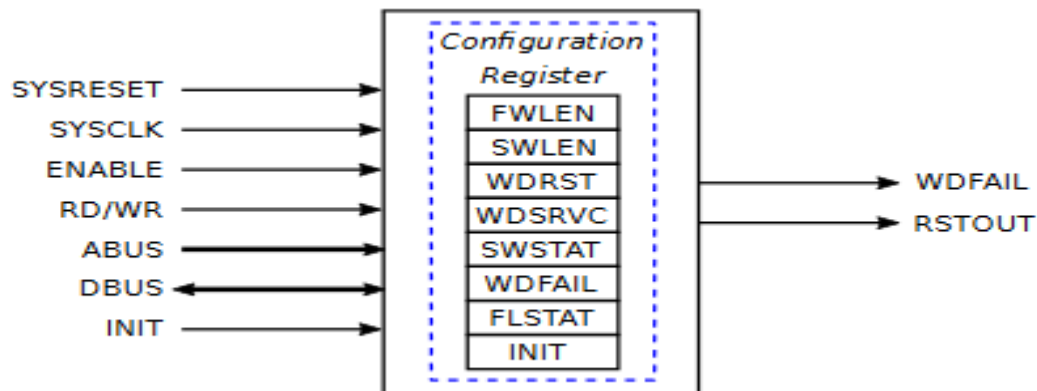 SYSRESET
SYSCLK
ENABLE
RD/WR
ABUS
DBUS
INIT
Configuration
Register
FWLEN
SWLEN
WDRST
WDSRVC
SWSTAT
WDFAIL
FLSTAT
INIT
WDFAIL
RSTOUT